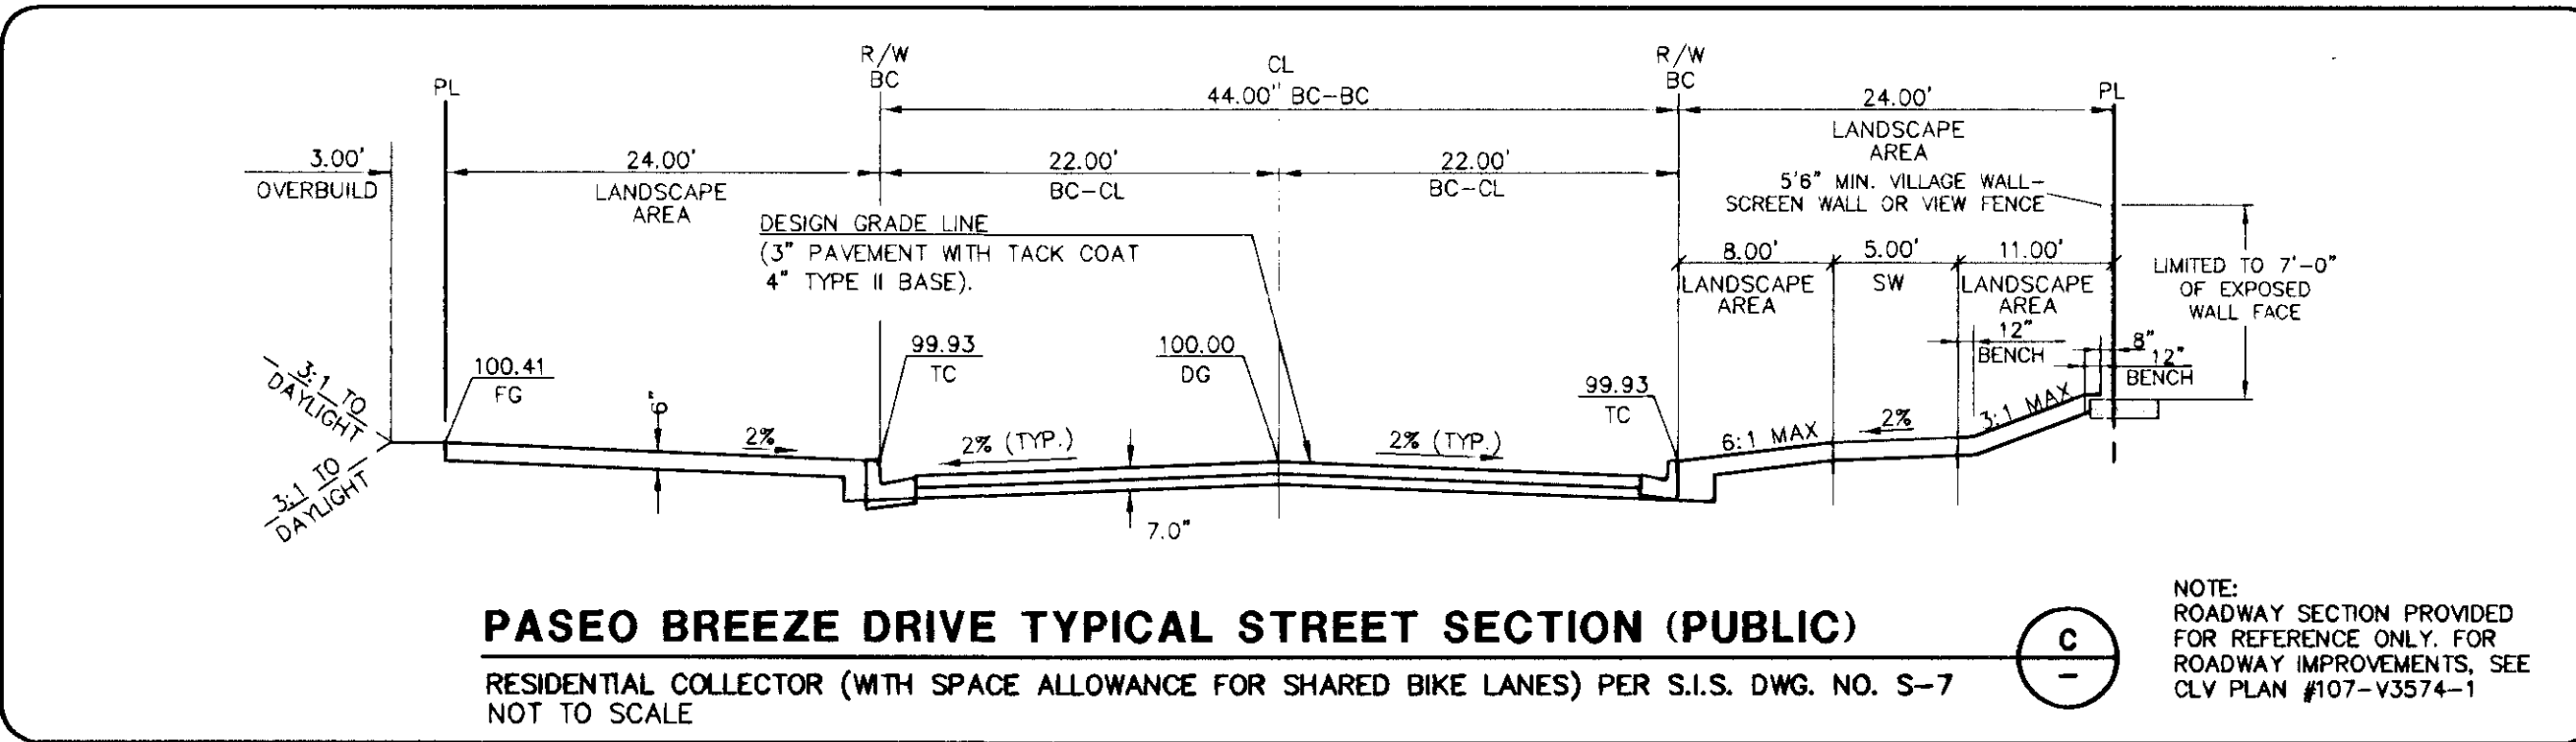 R/W
BC
CL
R/W
BC
PL
44.00" BC-BC
24.00'
PL
LANDSCAPE
AREA
3.00'
OVERBUILD
24.00'
LANDSCAPE
AREA
22.00'
BC-CL
22.00'
BC-CL
5'6" MIN. VILLAGE WALL-
SCREEN WALL OR VIEW FENCE
DESIGN GRADE LINE
(3" PAVEMENT WITH TACK COAT
4" TYPE II BASE).
8.00'
LANDSCAPE
AREA
5.00'
SW
11.00'
LANDSCAPE
AREA
LIMITED TO 7'-0"
OF EXPOSED
WALL FACE
12"
BENCH
8"
12"
BENCH
3:1 TO
DAYLIGHT
100.41
FG
99.93
TC
100.00
DG
99.93
TC
6"
2%
2% (TYP.)
2% (TYP.)
6:1 MAX
2%
3:1 MAX
3:1 TO
DAYLIGHT
7.0"
PASEO BREEZE DRIVE TYPICAL STREET SECTION (PUBLIC)
RESIDENTIAL COLLECTOR (WITH SPACE ALLOWANCE FOR SHARED BIKE LANES) PER S.I.S. DWG. NO. S-7
NOT TO SCALE
C
-
NOTE:
ROADWAY SECTION PROVIDED
FOR REFERENCE ONLY. FOR
ROADWAY IMPROVEMENTS, SEE
CLV PLAN #107-V3574-1